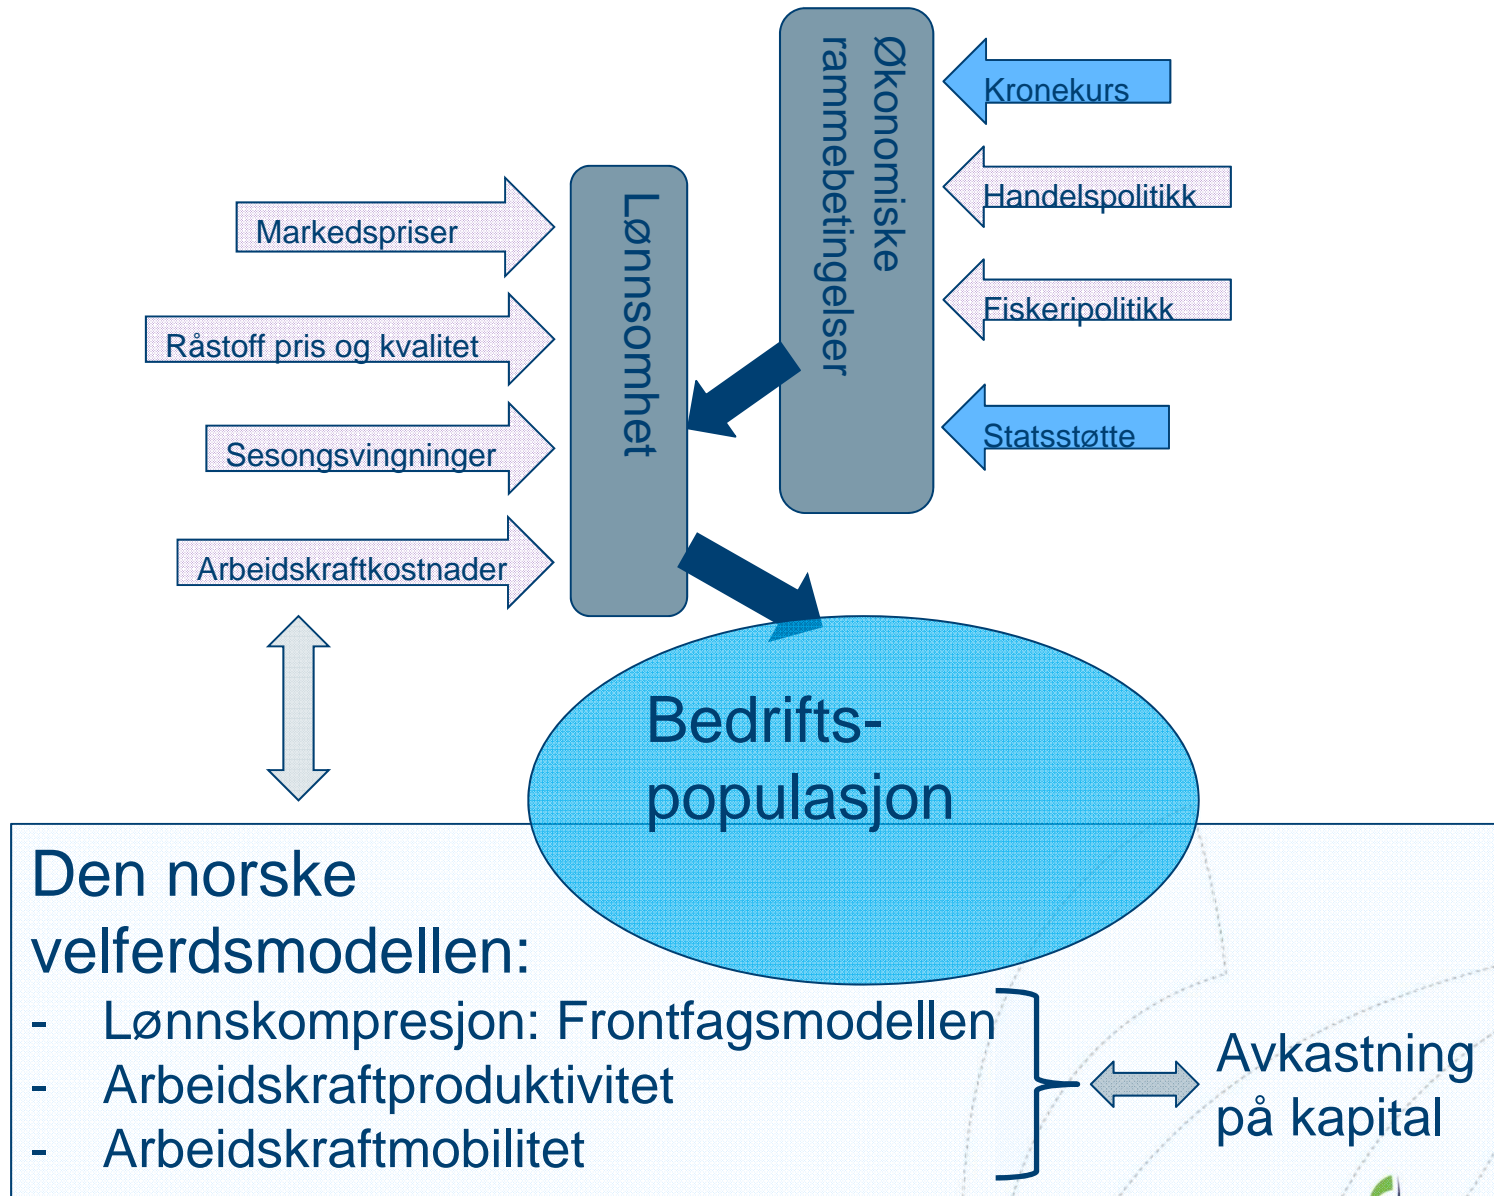 Økonomiske
rammebetingelser
Kronekurs
Handelspolitikk
Fiskeripolitikk
Statsstøtte
Lønnsomhet
Markedspriser
Råstoff pris og kvalitet
Sesongsvingninger
Arbeidskraftkostnader
Bedrifts-
populasjon
Den norske
velferdsmodellen:
- Lønnskompresjon: Frontfagsmodellen
- Arbeidskraftproduktivitet
- Arbeidskraftmobilitet
Avkastning
på kapital